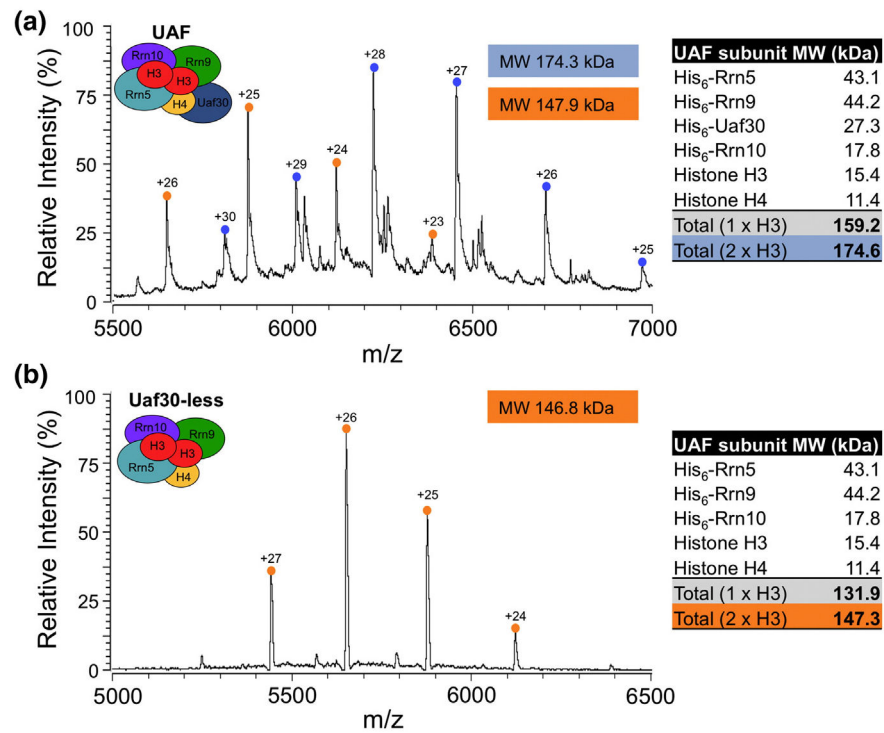 (a)
UAF
Rrn10
Rrn9
H3
H3
Rrn5
H4
Uaf30
MW 174.3 kDa
MW 147.9 kDa
Relative Intensity (%)
100
75
50
25
0
+26
+30
+25
+29
+24
+28
+23
+27
+26
+25
5500
6000
6500
7000
m/z
UAF subunit MW (kDa)
His6-Rrn5 43.1
His6-Rrn9 44.2
His6-Uaf30 27.3
His6-Rrn10 17.8
Histone H3 15.4
Histone H4 11.4
Total (1 x H3) 159.2
Total (2 x H3) 174.6
(b)
Uaf30-less
Rrn10
Rrn9
H3
H3
Rrn5
H4
MW 146.8 kDa
Relative Intensity (%)
100
75
50
25
0
+27
+26
+25
+24
5000
5500
6000
6500
m/z
UAF subunit MW (kDa)
His6-Rrn5 43.1
His6-Rrn9 44.2
His6-Rrn10 17.8
Histone H3 15.4
Histone H4 11.4
Total (1 x H3) 131.9
Total (2 x H3) 147.3